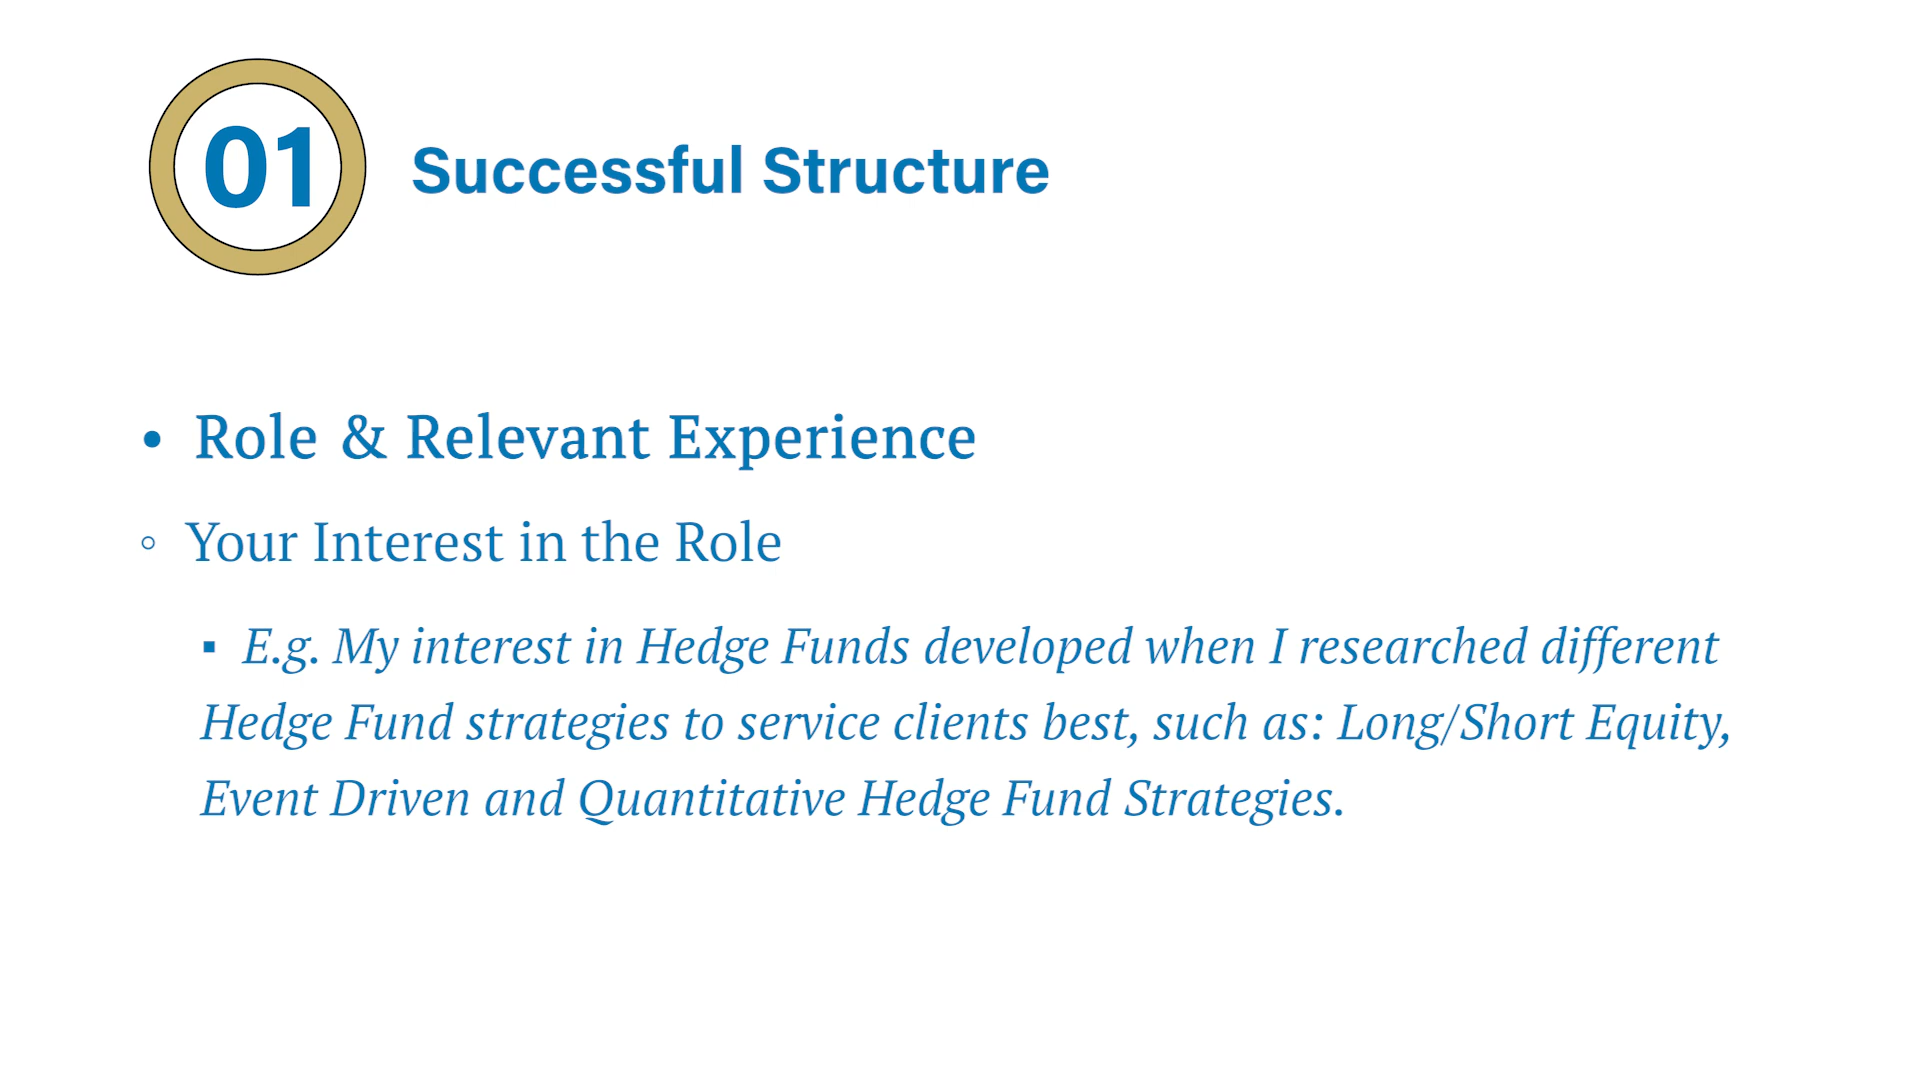 01
Successful Structure
• Role & Relevant Experience
◦ Your Interest in the Role
▪ E.g. My interest in Hedge Funds developed when I researched different
Hedge Fund strategies to service clients best, such as: Long/Short Equity,
Event Driven and Quantitative Hedge Fund Strategies.